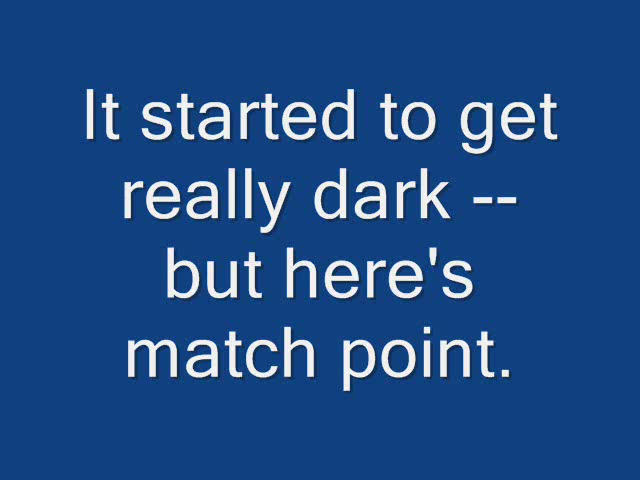 It started to get
really dark --
but here's
match point.